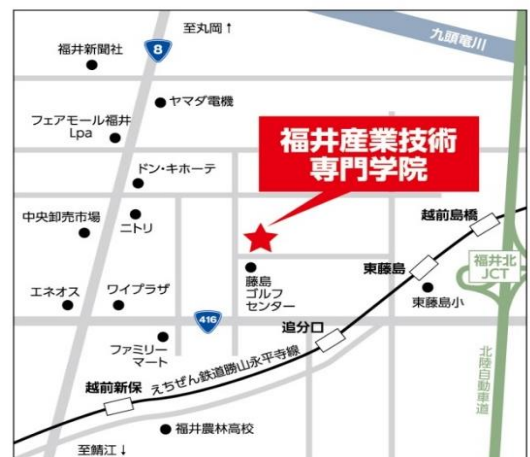 至丸岡↑
福井新聞社
8
九頭竜川
ヤマダ電機
フェアモール福井
Lpa
福井産業技術
専門学院
ドン・キホーテ
中央卸売市場
ニトリ
越前島橋
藤島
ゴルフ
センター
東藤島
福井北
JCT
エネオス
ワイプラザ
東藤島小
416
追分口
ファミリー
マート
えちぜん鉄道勝山永平寺線
北陸自動車道
越前新保
福井農林高校
至鯖江↓